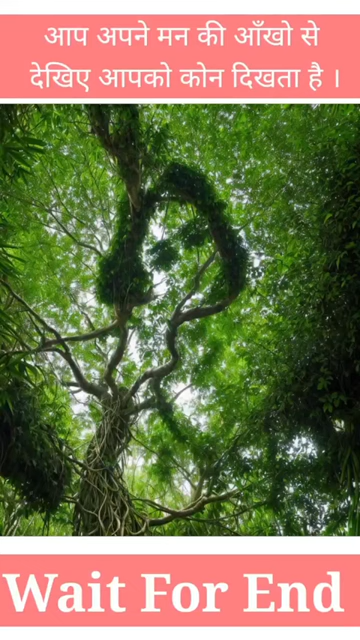 आप अपने मन की आँखो से
देखिए आपको कोन दिखता है ।
Wait For End